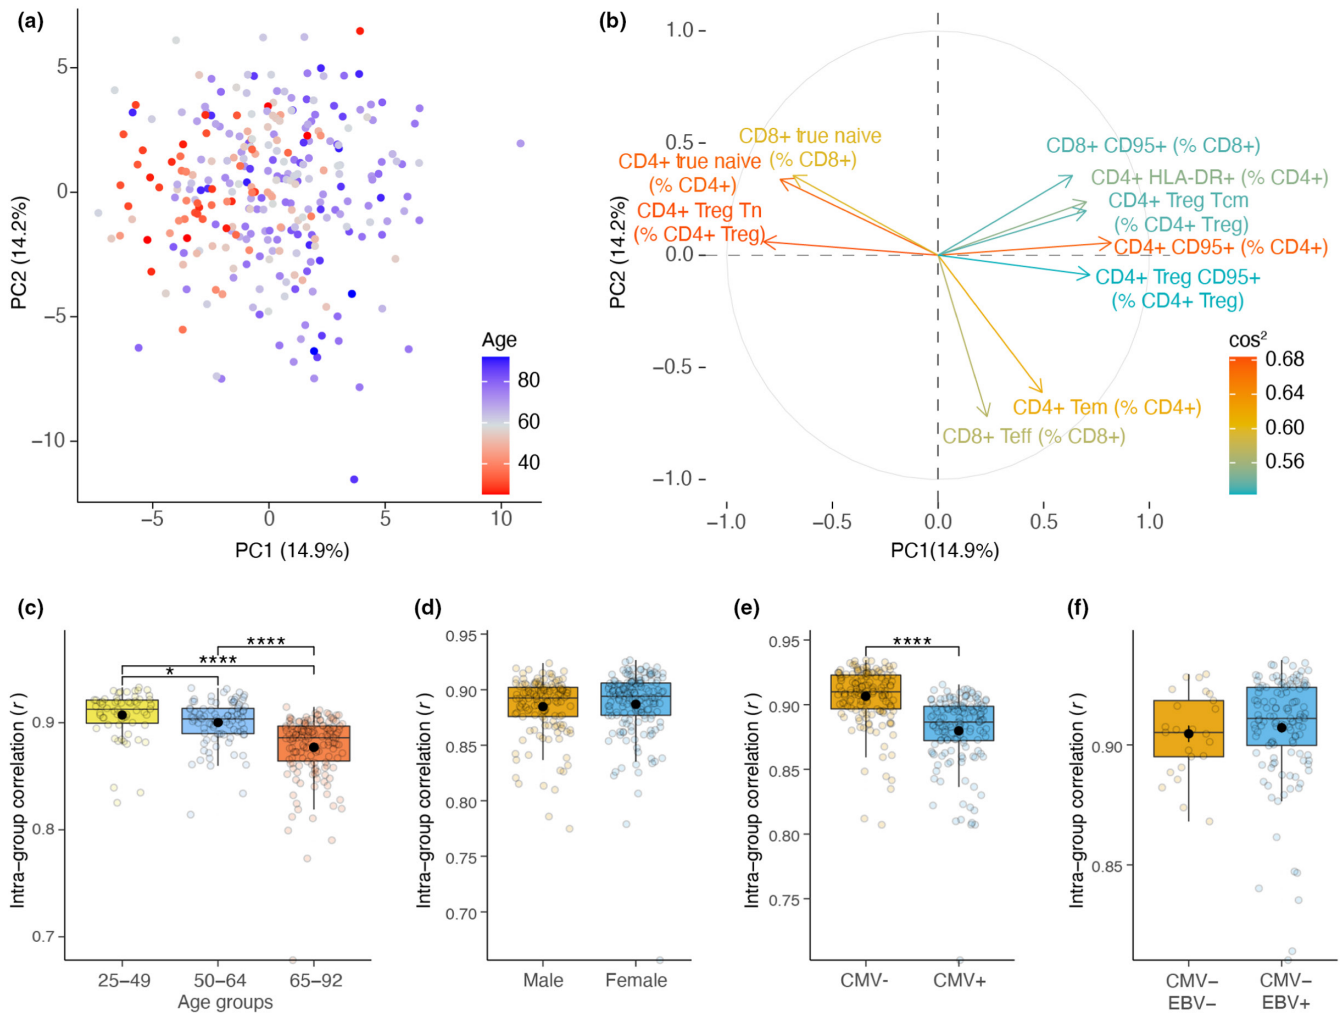 (a)
5
0
−5
−10
PC2 (14.2%)
−5
0
5
10
PC1 (14.9%)
Age
80
60
40
(b)
1.0
0.5
0.0
−0.5
−1.0
PC2 (14.2%)
−1.0
−0.5
0.0
0.5
1.0
PC1(14.9%)
CD8+ true naive
(% CD8+)
CD4+ true naive
(% CD4+)
CD4+ Treg Tn
(% CD4+ Treg)
CD8+ CD95+ (% CD8+)
CD4+ HLA-DR+ (% CD4+)
CD4+ Treg Tcm
(% CD4+ Treg)
CD4+ CD95+ (% CD4+)
CD4+ Treg CD95+
(% CD4+ Treg)
CD4+ Tem (% CD4+)
CD8+ Teff (% CD8+)
cos²
0.68
0.64
0.60
0.56
(c)
Intra−group correlation (r )
0.9
0.8
0.7
****
****
*
25−49
50−64
65−92
Age groups
(d)
Intra−group correlation (r )
0.95
0.90
0.85
0.80
0.75
0.70
Male
Female
(e)
Intra−group correlation (r )
0.95
0.90
0.85
0.80
0.75
****
CMV-
CMV+
(f)
Intra−group correlation (r )
0.90
0.85
CMV−
EBV−
CMV−
EBV+